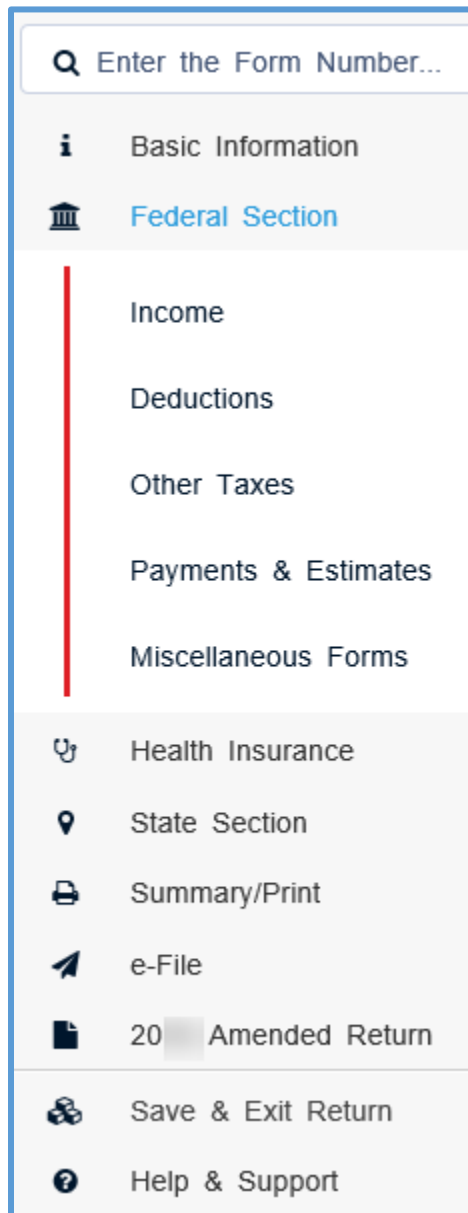 Enter the Form Number...
Basic Information
Federal Section
Income
Deductions
Other Taxes
Payments & Estimates
Miscellaneous Forms
Health Insurance
State Section
Summary/Print
e-File
20 Amended Return
Save & Exit Return
Help & Support